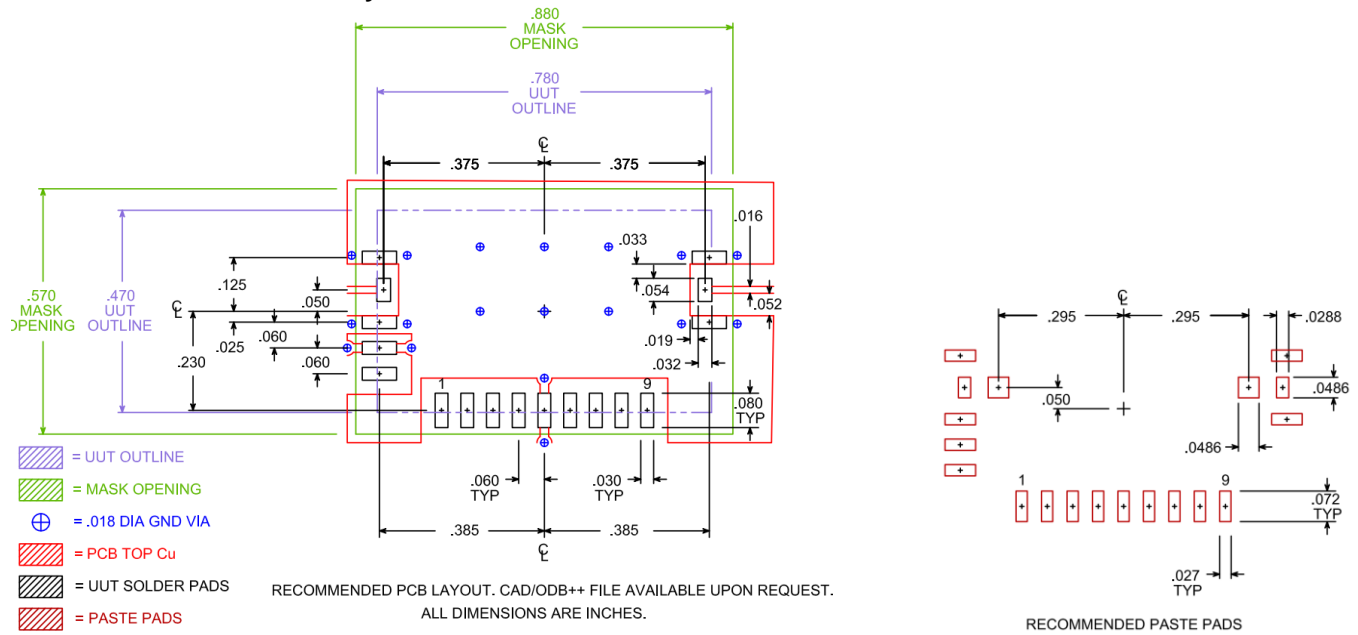 .880
MASK
OPENING
.780
UUT
OUTLINE
℄
.375
.375
.016
.033
.125
.050
.054
.052
.570
MASK
OPENING
.470
UUT
OUTLINE
℄
.025
.060
.019
.230
.060
.032
1
9
.080
TYP
.060
TYP
.030
TYP
.385
.385
℄
= UUT OUTLINE
= MASK OPENING
= .018 DIA GND VIA
= PCB TOP Cu
= UUT SOLDER PADS
= PASTE PADS
RECOMMENDED PCB LAYOUT. CAD/ODB++ FILE AVAILABLE UPON REQUEST.
ALL DIMENSIONS ARE INCHES.
℄
.295
.295
.0288
.050
.0486
.0486
1
9
.072
TYP
.027
TYP
RECOMMENDED PASTE PADS